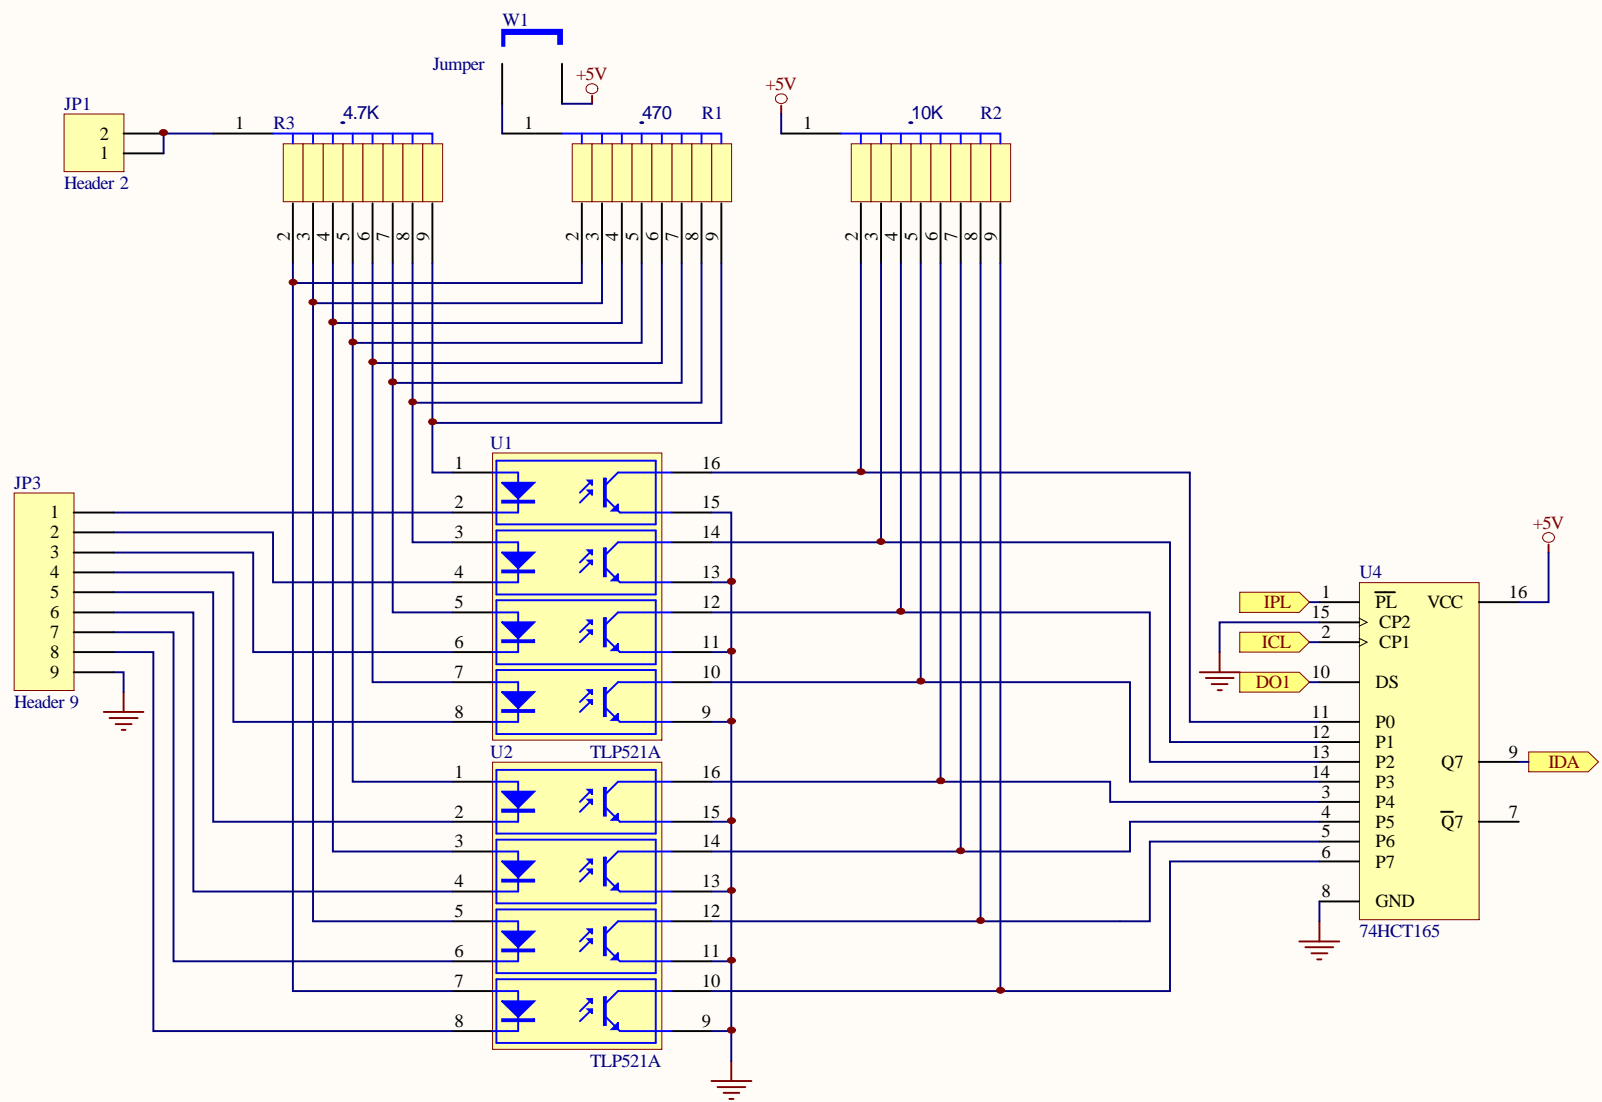 W1
Jumper
+5V
+5V
JP1
2
1
Header 2
1
R3
4.7K
2 3 4 5 6 7 8 9
1
470
R1
2 3 4 5 6 7 8 9
1
10K
R2
2 3 4 5 6 7 8 9
JP3
1
2
3
4
5
6
7
8
9
Header 9
U1
1 16
2 15
3 14
4 13
5 12
6 11
7 10
8 9
TLP521A
U2
1 16
2 15
3 14
4 13
5 12
6 11
7 10
8 9
TLP521A
+5V
U4
IPL 1 PL VCC 16
15 CP2
ICL 2 CP1
DO1 10 DS
11 P0
12 P1
13 P2 Q7 9 IDA
14 P3
3 P4
4 P5 Q7 7
5 P6
6 P7
8 GND
74HCT165